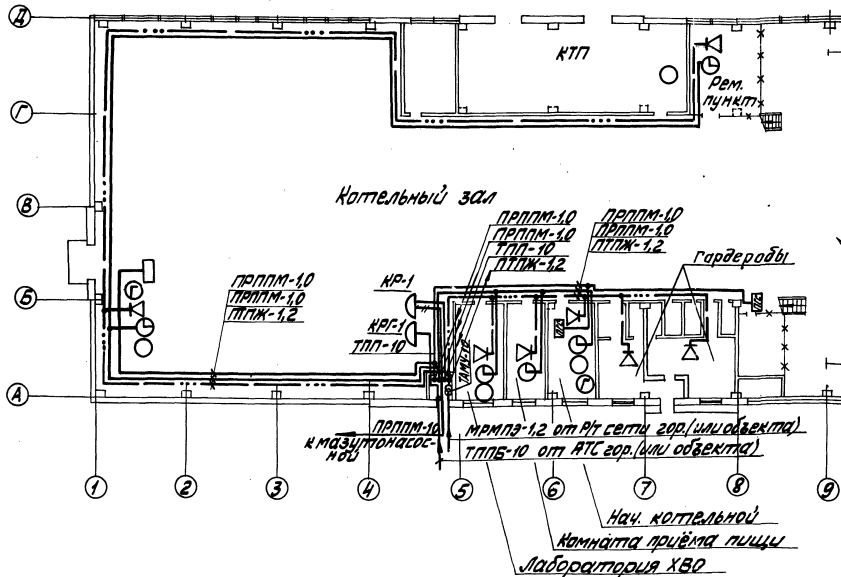 Д
КТП
Рем.
пункт
Г
Котельный зал
В
ПРППМ-1,0
ПРППМ-1,0
ТПП-10
ПТПЖ-1,2
ПРППМ-1,0
ПРППМ-1,0
ПТПЖ-1,2
гардеробы
Б
Г
ПРППМ-1,0
ПРППМ-1,0
ПТПЖ-1,2
КР-1
КРГ-1
ТПП-10
Г
А
ПРППМ-10
к мазутонасос-
ной
МРМПЭ-1,2 от Р/т сети гор.(или объекта)
ТППБ-10 от АТС гор.(или объекта)
1
2
3
4
5
6
7
8
9
Нач. котельной
Комната приёма пищи
Лаборатория ХВО